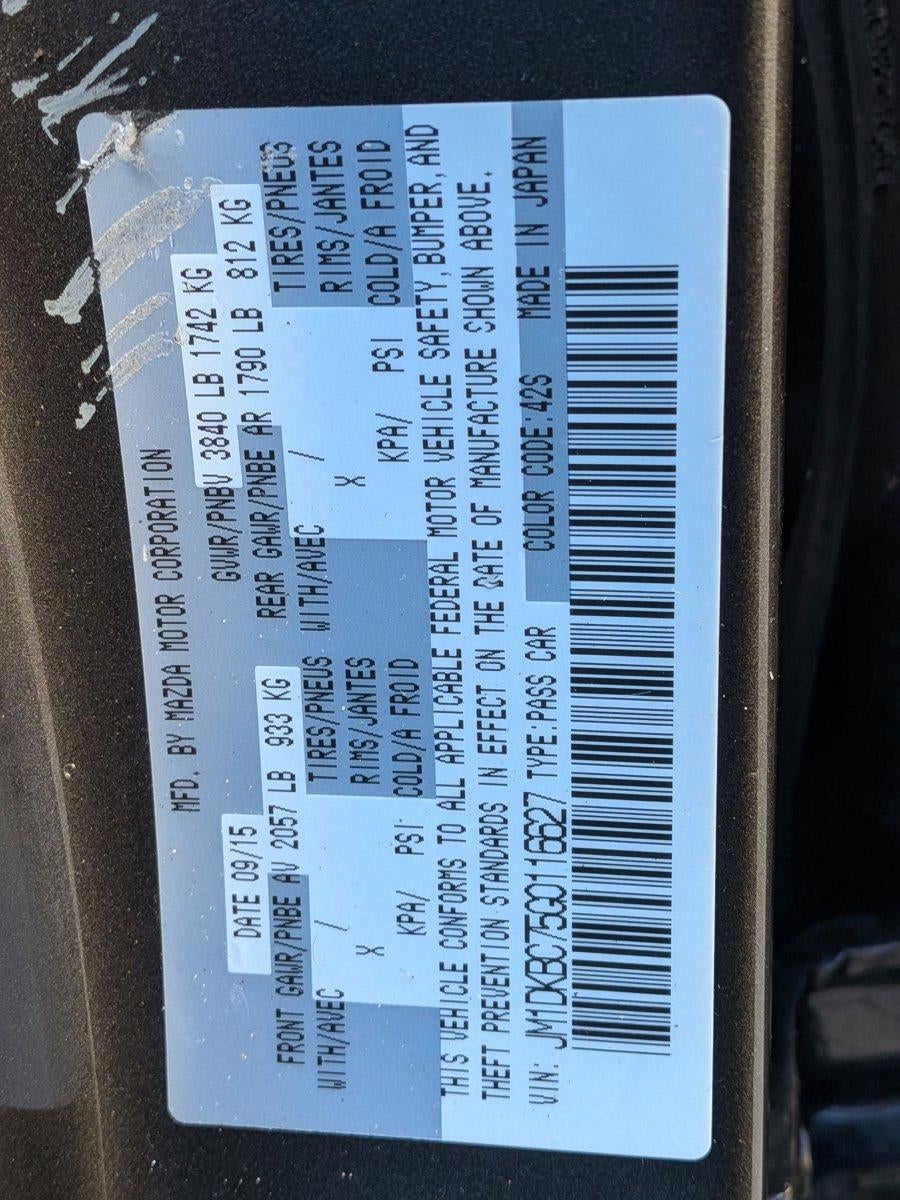 MFD. BY MAZDA MOTOR CORPORATION
DATE 09/15 GVWR/PNBV 3840 LB 1742 KG
FRONT GAWR/PNBE AV 2057 LB 933 KG REAR GAWR/PNBE AR 1790 LB 812 KG
WITH/AVEC / TIRES/PNEUS WITH/AVEC / TIRES/PNEUS
X RIMS/JANTES X RIMS/JANTES
KPA/ PSI COLD/A FROID KPA/ PSI COLD/A FROID
THIS VEHICLE CONFORMS TO ALL APPLICABLE FEDERAL MOTOR VEHICLE SAFETY, BUMPER, AND
THEFT PREVENTION STANDARDS IN EFFECT ON THE DATE OF MANUFACTURE SHOWN ABOVE.
VIN: JM1DKBC75G0116627 TYPE:PASS CAR COLOR CODE:42S MADE IN JAPAN